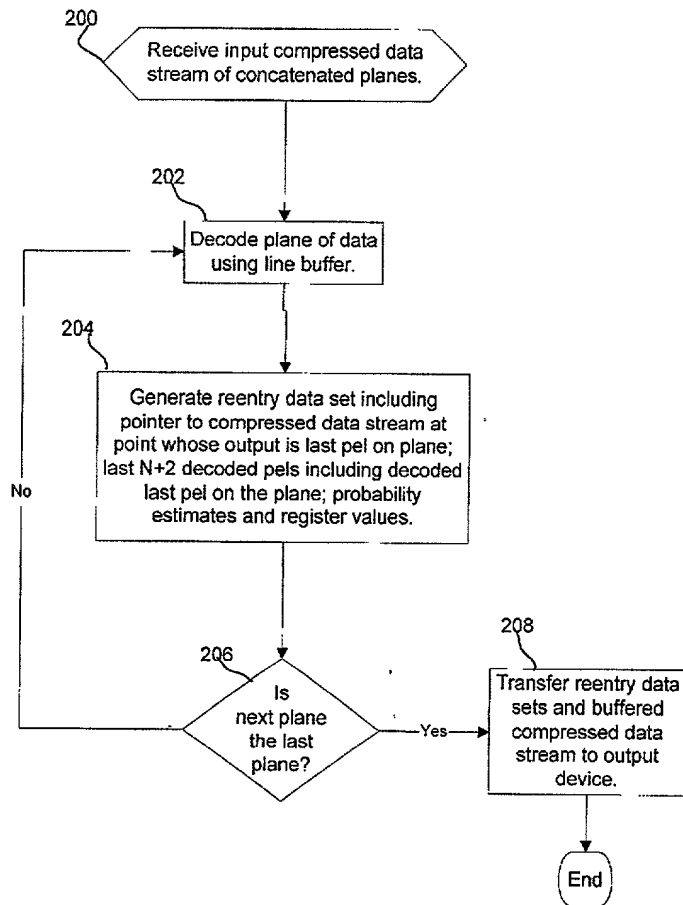 200
Receive input compressed data
stream of concatenated planes.
202
Decode plane of data
using line buffer.
204
Generate reentry data set including
pointer to compressed data stream at
point whose output is last pel on plane;
last N+2 decoded pels including decoded
last pel on the plane; probability
estimates and register values.
No
206
Is
next plane
the last
plane?
Yes
208
Transfer reentry data
sets and buffered
compressed data
stream to output
device.
End